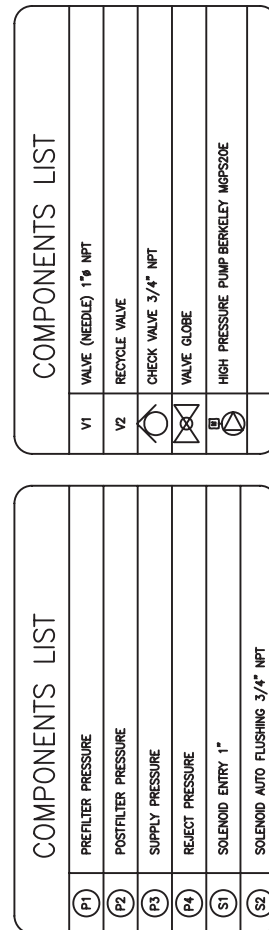 COMPONENTS LIST
P1 PREFILTER PRESSURE
P2 POSTFILTER PRESSURE
P3 SUPPLY PRESSURE
P4 REJECT PRESSURE
S1 SOLENOID ENTRY 1"
S2 SOLENOID AUTO FLUSHING 3/4" NPT
COMPONENTS LIST
V1 VALVE (NEEDLE) 1"ø NPT
V2 RECYCLE VALVE
CHECK VALVE 3/4" NPT
VALVE GLOBE
M HIGH PRESSURE PUMP BERKELEY MGPS20E